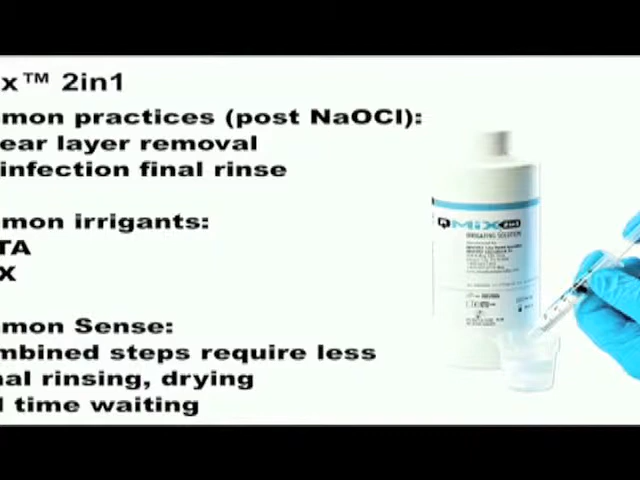 x™ 2in1
mon practices (post NaOCl):
ear layer removal
infection final rinse
mon irrigants:
TA
X
mmon Sense:
mbined steps require less
nal rinsing, drying
l time waiting
QMiX 2in1
IRRIGATING SOLUTION